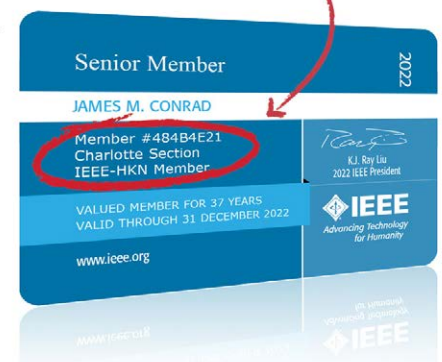 Senior Member
2022
JAMES M. CONRAD
Member #484B4E21
Charlotte Section
IEEE-HKN Member
K.J. Ray Liu
2022 IEEE President
VALUED MEMBER FOR 37 YEARS
VALID THROUGH 31 DECEMBER 2022
IEEE
Advancing Technology
for Humanity
www.ieee.org